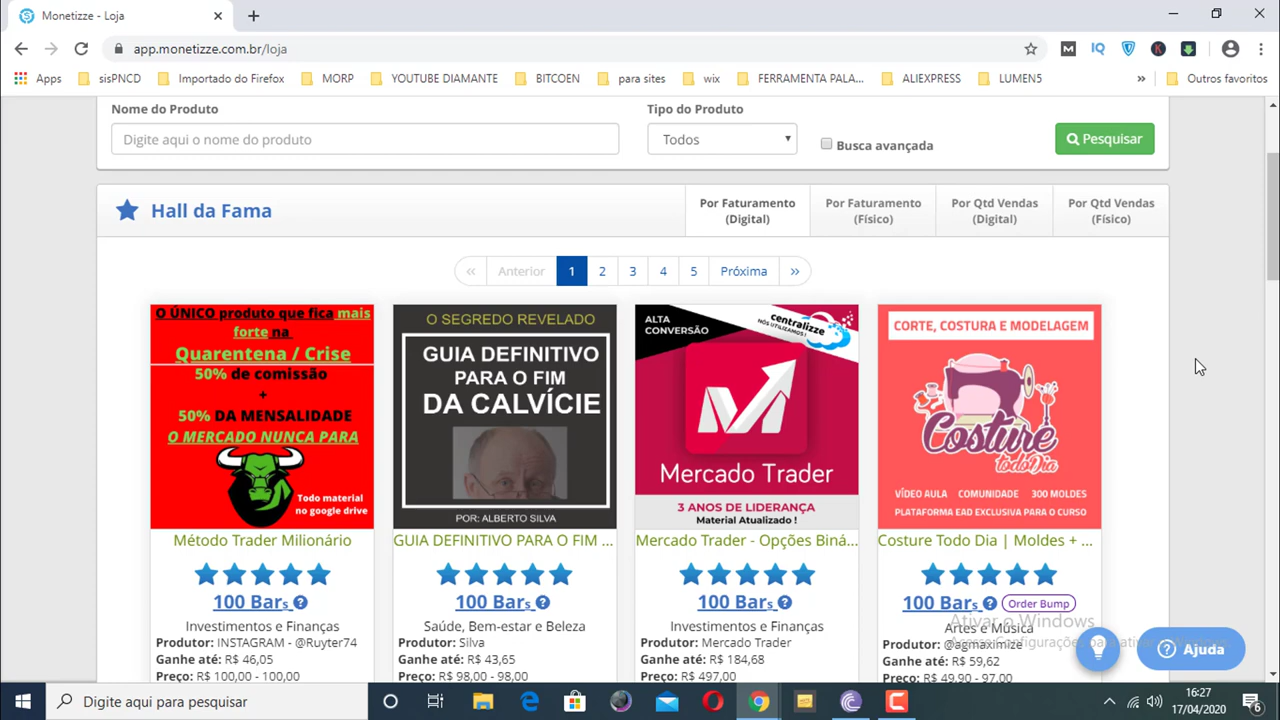 Monetizze - Loja
app.monetizze.com.br/loja
Apps
sisPNCD
Importado do Firefox
MORP
YOUTUBE DIAMANTE
BITCOEN
para sites
wix
FERRAMENTA PALA...
ALIEXPRESS
LUMEN5
»
Outros favoritos
Nome do Produto
Tipo do Produto
Digite aqui o nome do produto
Todos
Busca avançada
Pesquisar
Hall da Fama
Por Faturamento
(Digital)
Por Faturamento
(Físico)
Por Qtd Vendas
(Digital)
Por Qtd Vendas
(Físico)
« Anterior 1 2 3 4 5 Próxima »
O ÚNICO produto que fica mais
forte na
Quarentena / Crise
50% de comissão
+
50% DA MENSALIDADE
O MERCADO NUNCA PARA
Todo material
no google drive
Método Trader Milionário
100 Bars
Investimentos e Finanças
Produtor: INSTAGRAM - @Ruyter74
Ganhe até: R$ 46,05
Preço: R$ 100,00 - 100,00
O SEGREDO REVELADO
GUIA DEFINITIVO
PARA O FIM
DA CALVÍCIE
POR: ALBERTO SILVA
GUIA DEFINITIVO PARA O FIM ...
100 Bars
Saúde, Bem-estar e Beleza
Produtor: Silva
Ganhe até: R$ 43,65
Preço: R$ 98,00 - 98,00
ALTA
CONVERSÃO
centralizze
NÓS UTILIZAMOS!
Mercado Trader
3 ANOS DE LIDERANÇA
Material Atualizado !
Mercado Trader - Opções Biná...
100 Bars
Investimentos e Finanças
Produtor: Mercado Trader
Ganhe até: R$ 184,68
Preço: R$ 497,00
CORTE, COSTURA E MODELAGEM
Costure
todoDia
VÍDEO AULA COMUNIDADE 300 MOLDES
PLATAFORMA EAD EXCLUSIVA PARA O CURSO
Costure Todo Dia | Moldes + ...
100 Bars
Order Bump
Artes e Música
Produtor: @agmaximize
Ganhe até: R$ 59,62
Preço: R$ 49,90 - 97,00
Ativar o Windows
Ajuda
Digite aqui para pesquisar
16:27
17/04/2020
6